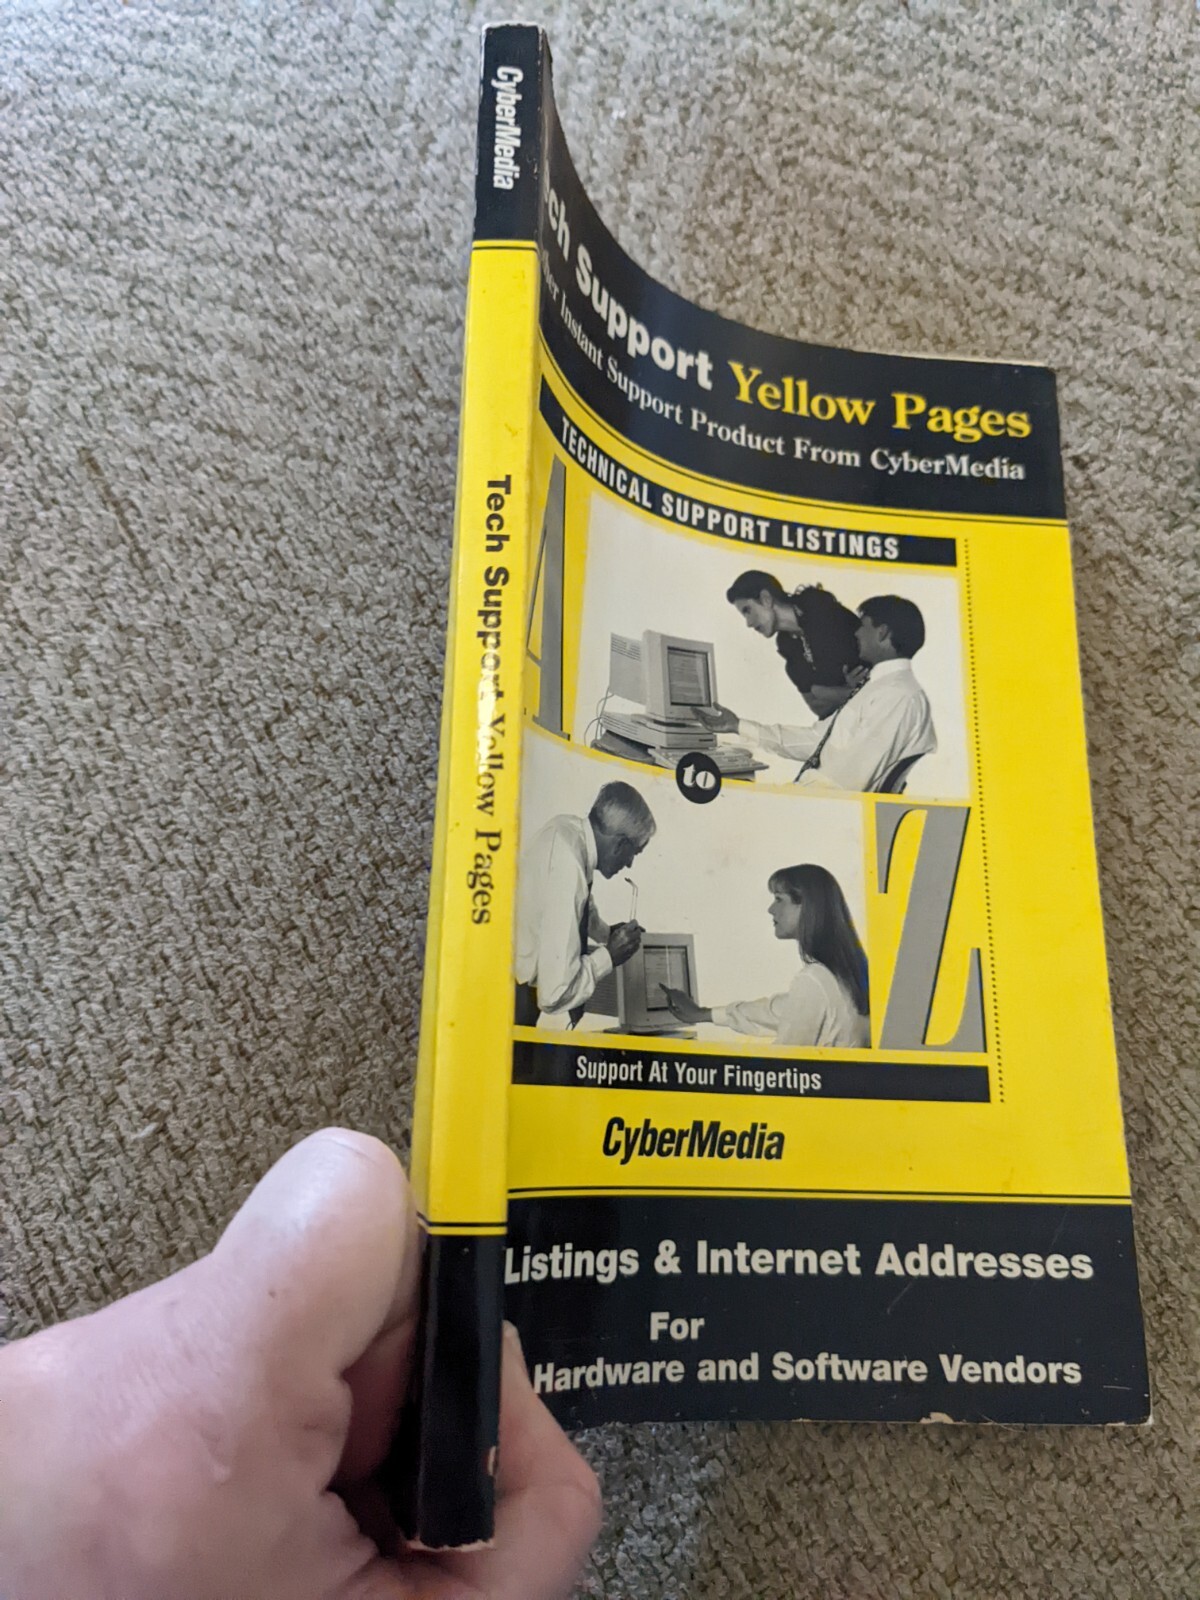 CyberMedia
Tech Support Yellow Pages
Support Yellow Pages
Instant Support Product From CyberMedia
TECHNICAL SUPPORT LISTINGS
A
to
Z
Support At Your Fingertips
CyberMedia
Listings & Internet Addresses
For
Hardware and Software Vendors